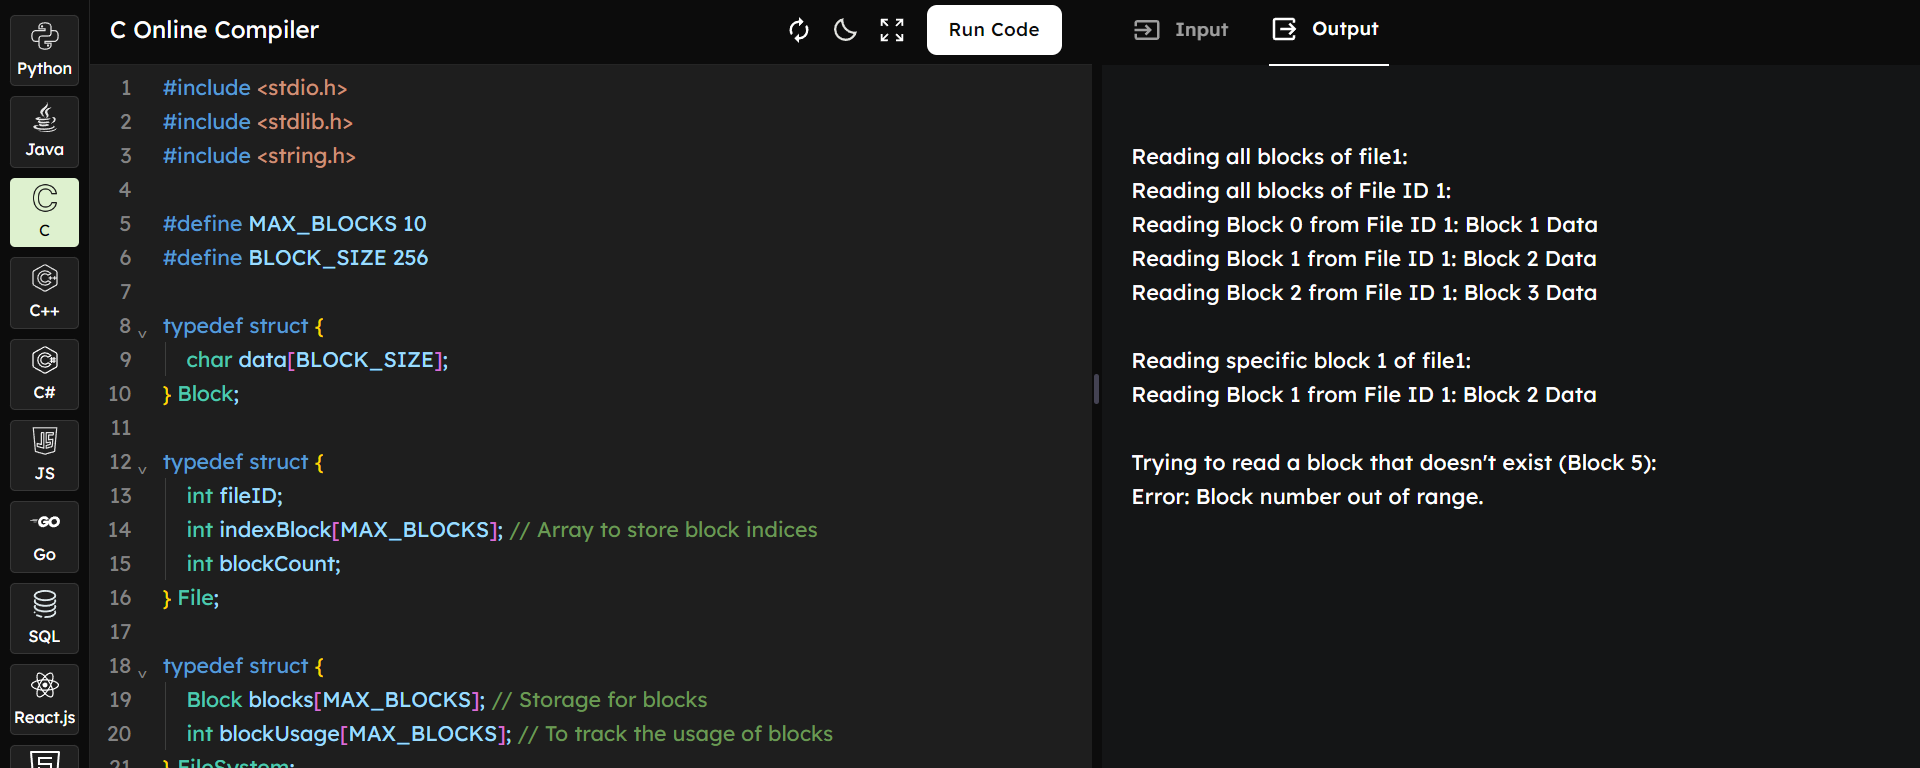 Python
Java
C
C++
C#
JS
GO
Go
SQL
React.js
C Online Compiler
Run Code
1 #include <stdio.h>
2 #include <stdlib.h>
3 #include <string.h>
4
5 #define MAX_BLOCKS 10
6 #define BLOCK_SIZE 256
7
8 typedef struct {
9 char data[BLOCK_SIZE];
10 } Block;
11
12 typedef struct {
13 int fileID;
14 int indexBlock[MAX_BLOCKS]; // Array to store block indices
15 int blockCount;
16 } File;
17
18 typedef struct {
19 Block blocks[MAX_BLOCKS]; // Storage for blocks
20 int blockUsage[MAX_BLOCKS]; // To track the usage of blocks
21 } FileSystem;
Input
Output
Reading all blocks of file1:
Reading all blocks of File ID 1:
Reading Block 0 from File ID 1: Block 1 Data
Reading Block 1 from File ID 1: Block 2 Data
Reading Block 2 from File ID 1: Block 3 Data
Reading specific block 1 of file1:
Reading Block 1 from File ID 1: Block 2 Data
Trying to read a block that doesn't exist (Block 5):
Error: Block number out of range.